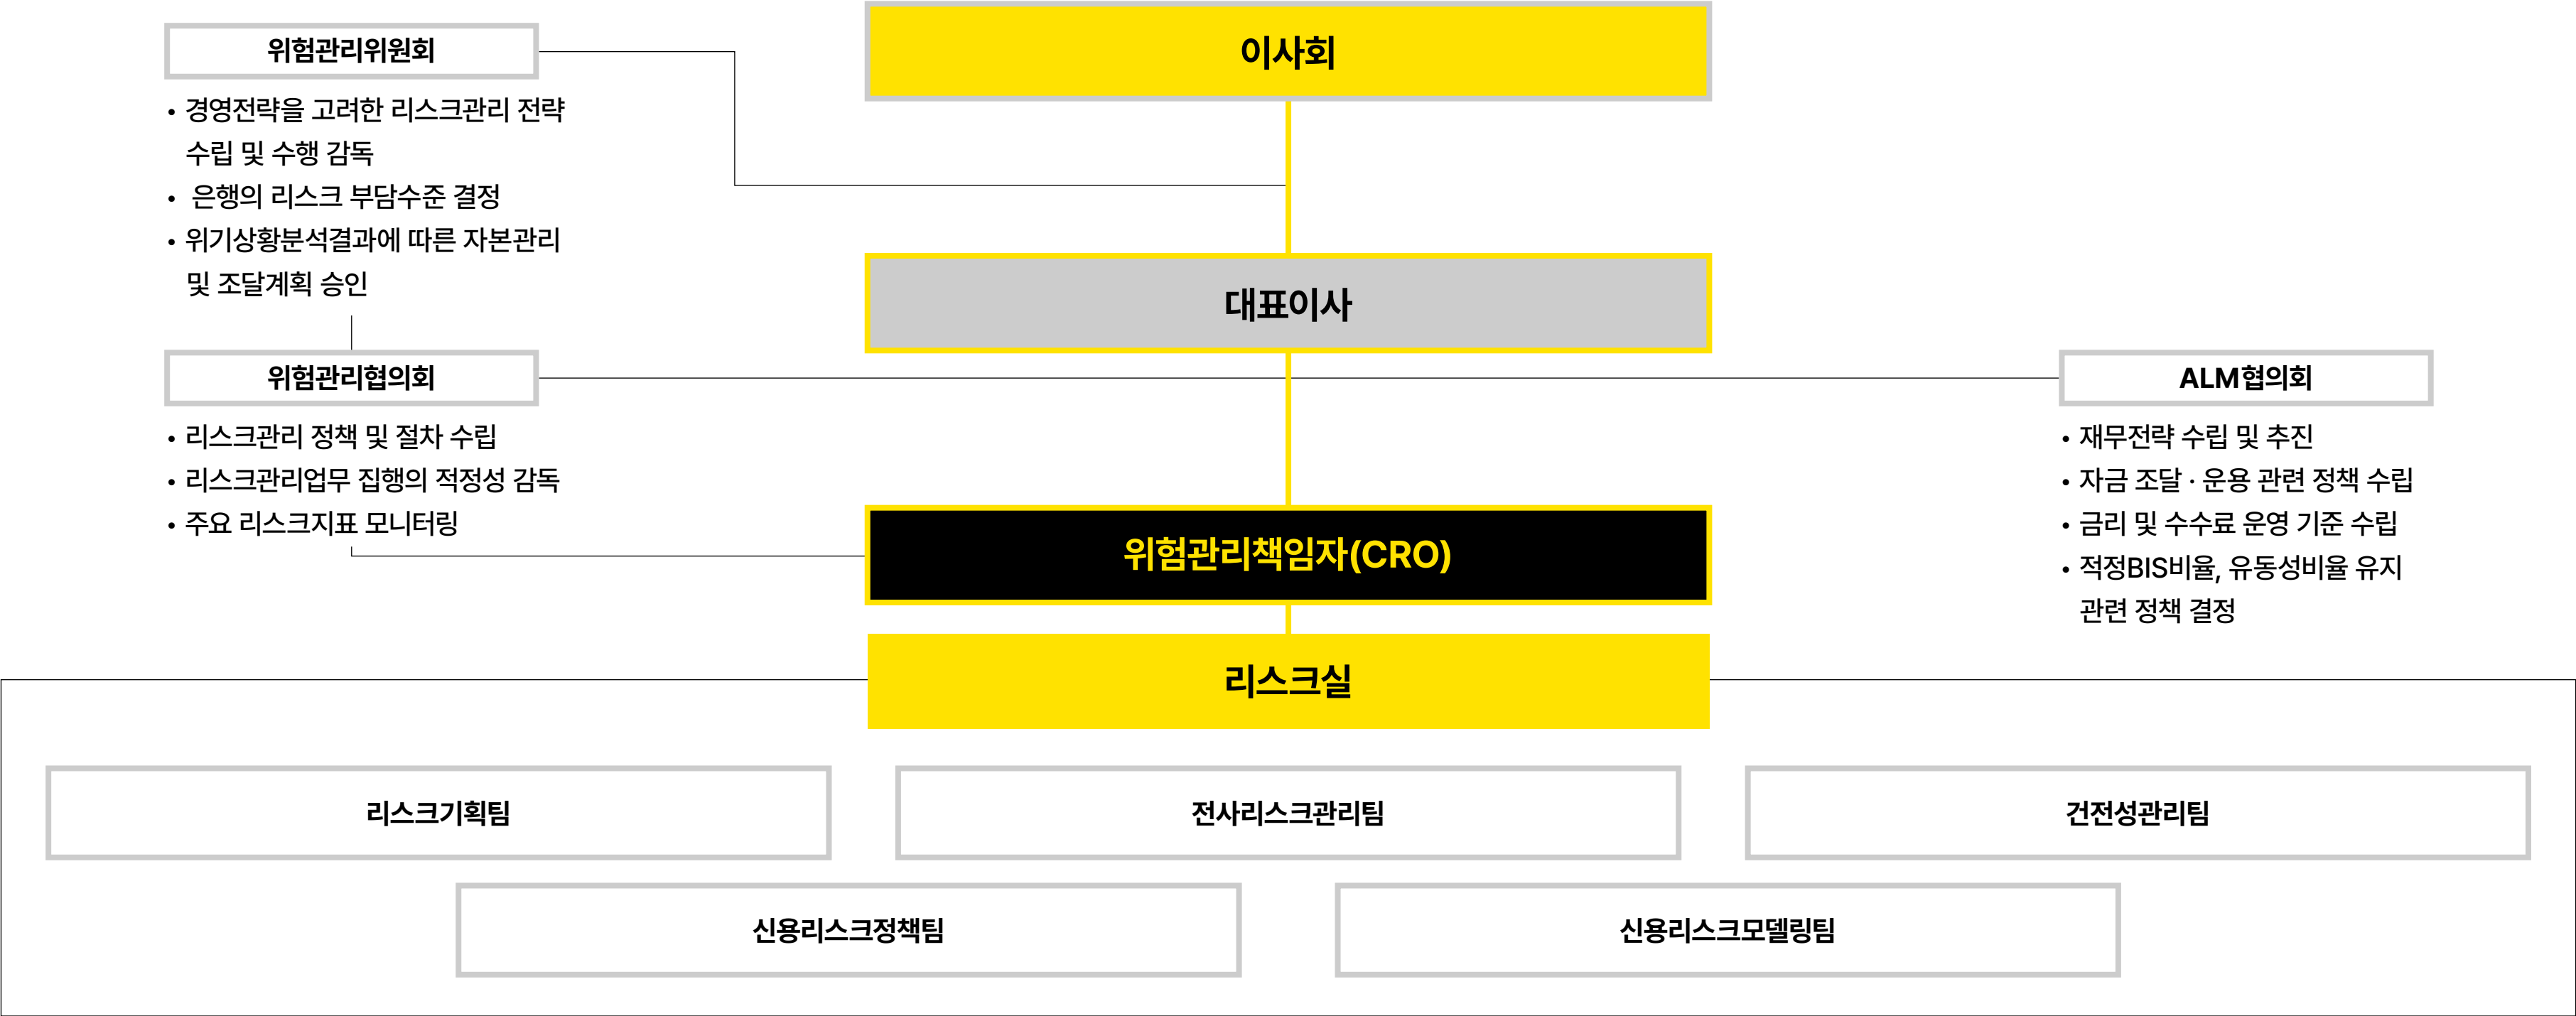 이사회
위험관리위원회
• 경영전략을 고려한 리스크관리 전략
수립 및 수행 감독
• 은행의 리스크 부담수준 결정
• 위기상황분석결과에 따른 자본관리
및 조달계획 승인
대표이사
위험관리협의회
• 리스크관리 정책 및 절차 수립
• 리스크관리업무 집행의 적정성 감독
• 주요 리스크지표 모니터링
ALM협의회
• 재무전략 수립 및 추진
• 자금 조달 · 운용 관련 정책 수립
• 금리 및 수수료 운영 기준 수립
• 적정BIS비율, 유동성비율 유지
관련 정책 결정
위험관리책임자(CRO)
리스크실
리스크기획팀
전사리스크관리팀
건전성관리팀
신용리스크정책팀
신용리스크모델링팀